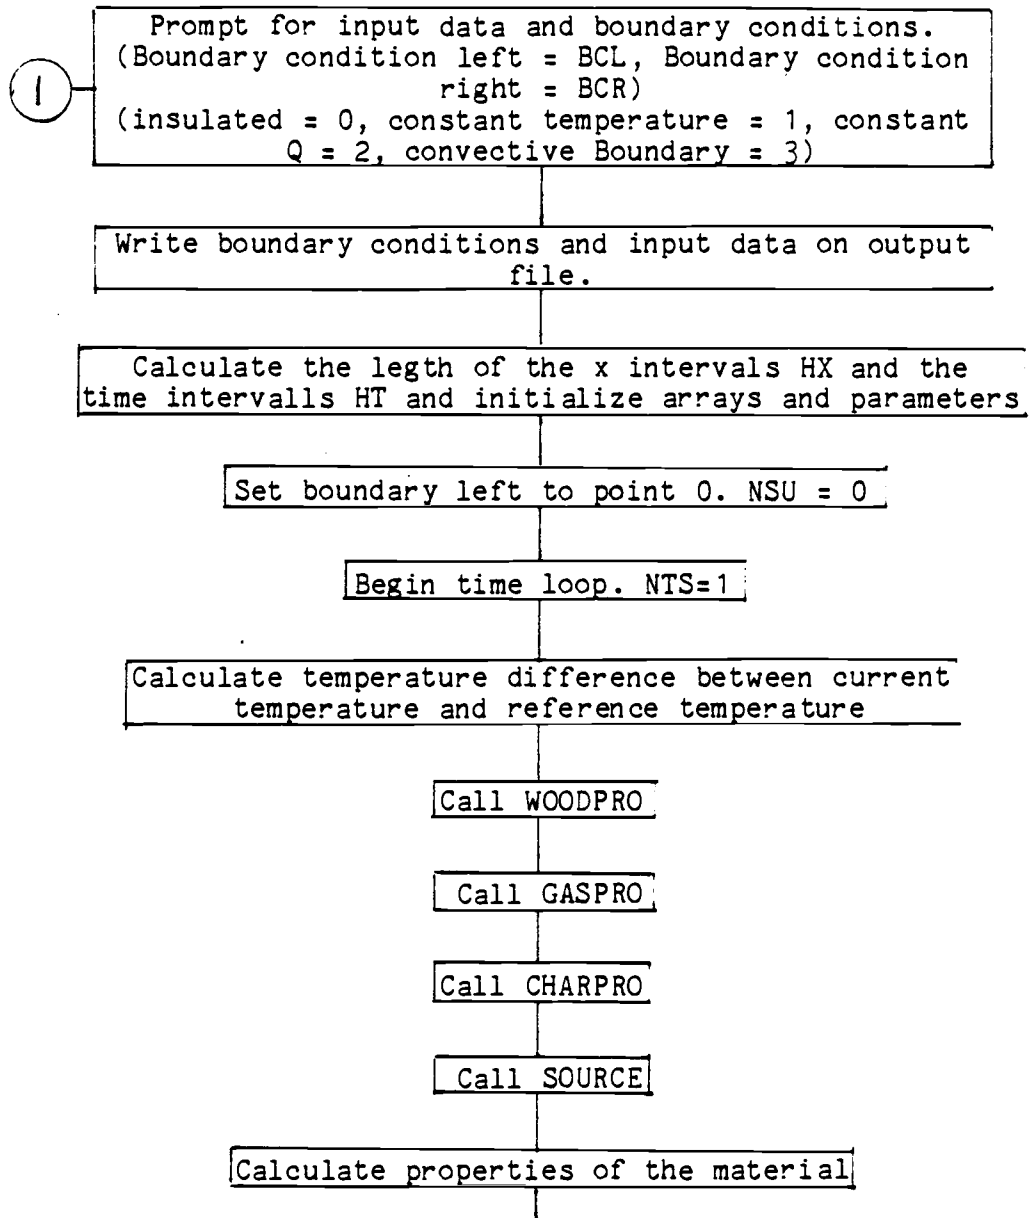 Prompt for input data and boundary conditions.
(Boundary condition left = BCL, Boundary condition
right = BCR)
1
(insulated = 0, constant temperature = 1, constant
Q = 2, convective Boundary = 3)
Write boundary conditions and input data on output
file.
Calculate the legth of the x intervals HX and the
time intervalls HT and initialize arrays and parameters
Set boundary left to point 0. NSU = 0
Begin time loop. NTS=1
Calculate temperature difference between current
temperature and reference temperature
Call WOODPRO
Call GASPRO
Call CHARPRO
Call SOURCE
Calculate properties of the material